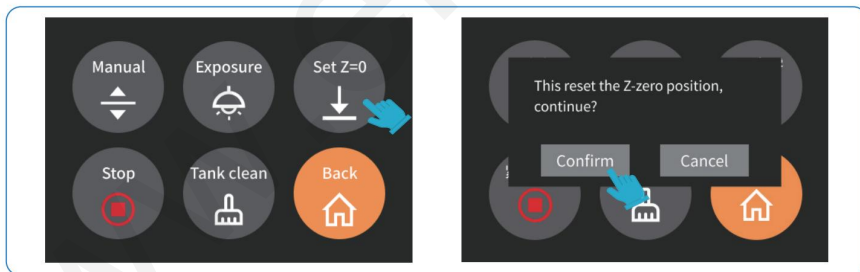 Manual
Exposure
Set Z=0
Stop
Tank clean
Back
This reset the Z-zero position,
continue?
Confirm
Cancel